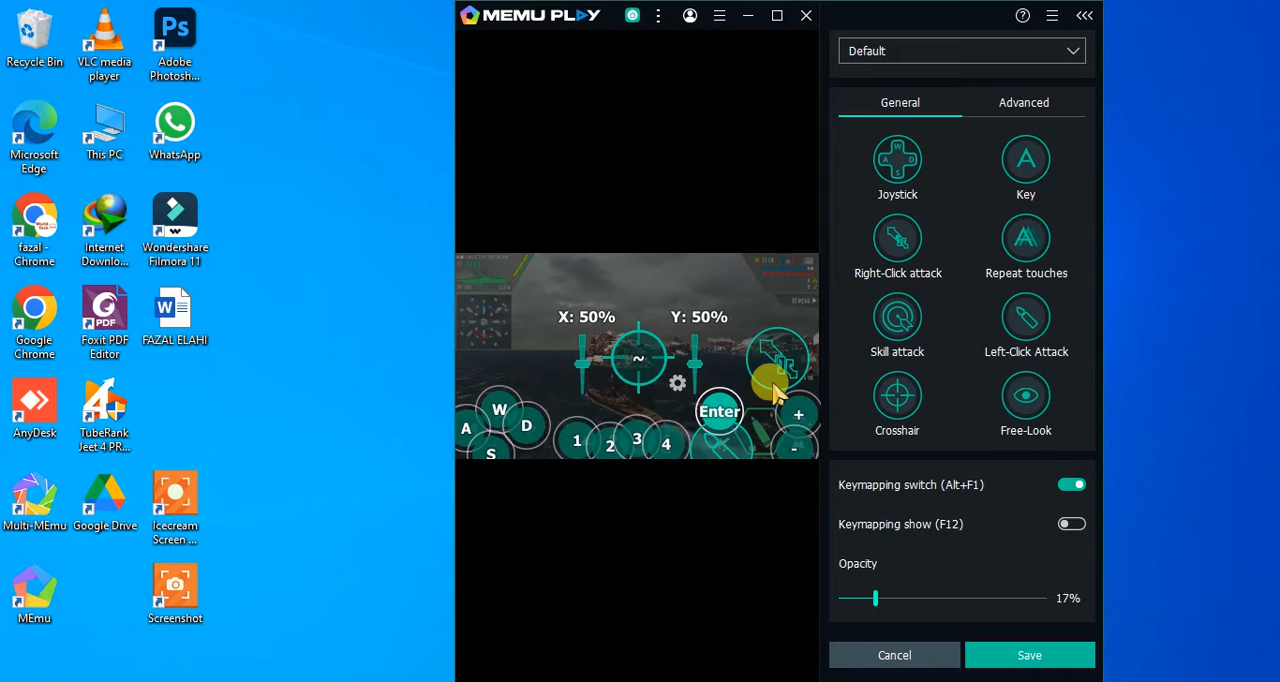 Recycle Bin
VLC media
player
Adobe
Photosh...
Microsoft
Edge
This PC
WhatsApp
fazal -
Chrome
Internet
Downlo...
Wondershare
Filmora 11
Google
Chrome
Foxit PDF
Editor
FAZAL ELAHI
AnyDesk
TubeRank
Jeet 4 PR...
Multi-MEmu
Google Drive
Icecream
Screen ...
MEmu
Screenshot
MEMU PLAY
X: 50%
Y: 50%
~
W
A
D
S
1
2
3
4
Enter
+
-
Default
General
Advanced
Joystick
Key
Right-Click attack
Repeat touches
Skill attack
Left-Click Attack
Crosshair
Free-Look
Keymapping switch (Alt+F1)
Keymapping show (F12)
Opacity
17%
Cancel
Save